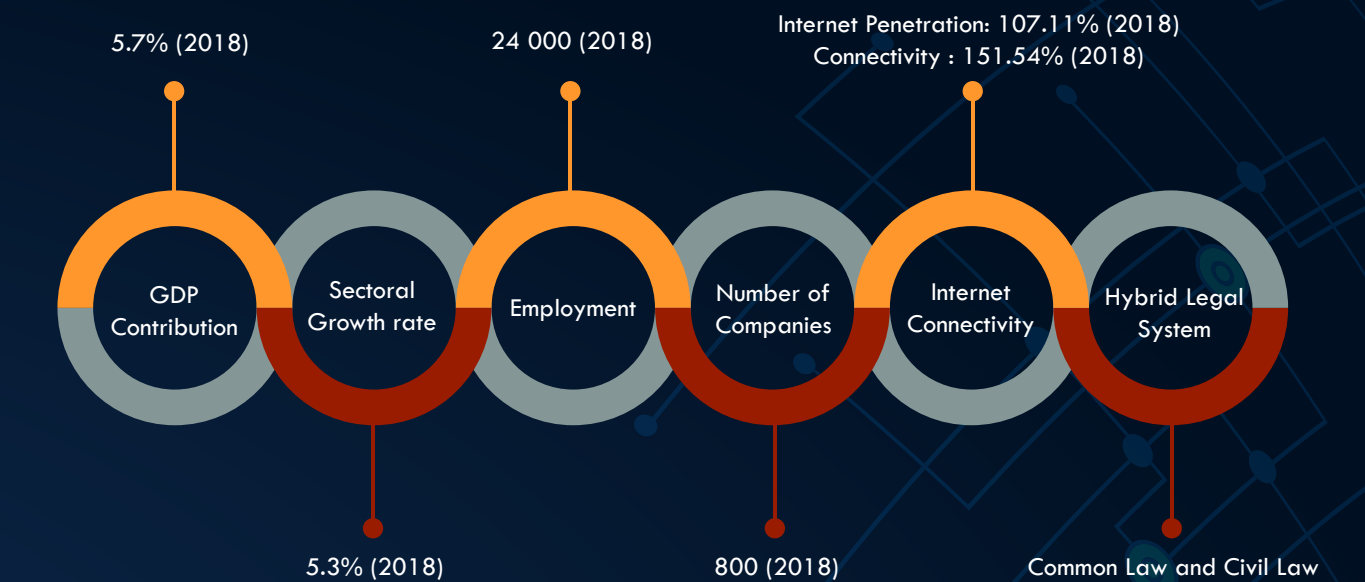 5.7% (2018)
24 000 (2018)
Internet Penetration: 107.11% (2018)
Connectivity : 151.54% (2018)
GDP
Contribution
Sectoral
Growth rate
Employment
Number of
Companies
Internet
Connectivity
Hybrid Legal
System
5.3% (2018)
800 (2018)
Common Law and Civil Law